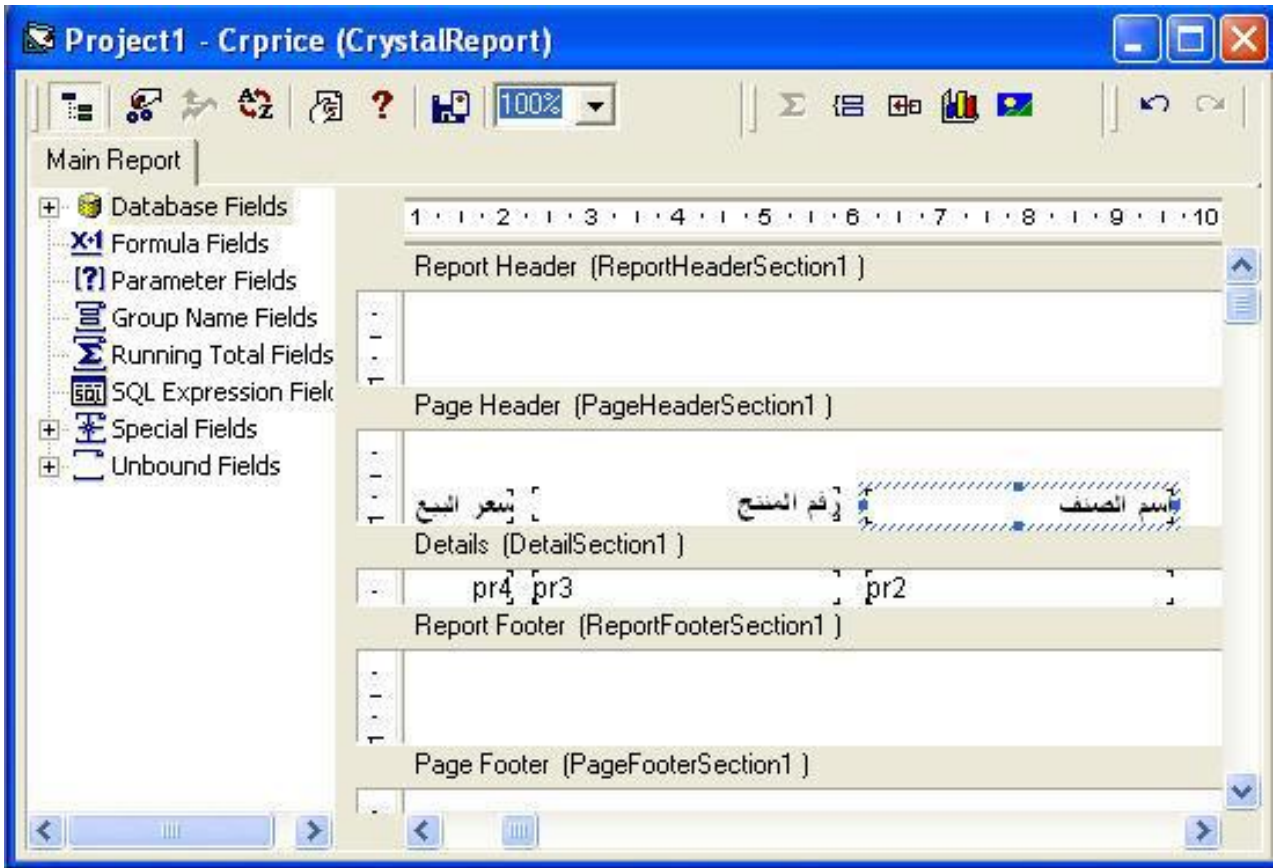 Project1 - Crprice (CrystalReport)
100%
Main Report
Database Fields
Formula Fields
Parameter Fields
Group Name Fields
Running Total Fields
SQL Expression Fiel
Special Fields
Unbound Fields
1 2 3 4 5 6 7 8 9 10
Report Header (ReportHeaderSection1 )
Page Header (PageHeaderSection1 )
اسم الصنف رقم المنتج سعر البيع
Details (DetailSection1 )
pr4 pr3 pr2
Report Footer (ReportFooterSection1 )
Page Footer (PageFooterSection1 )